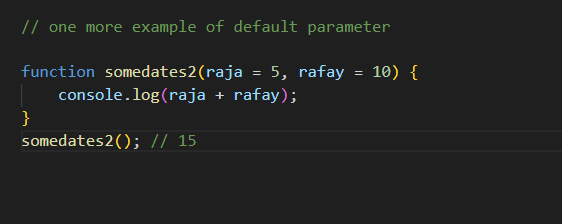 // one more example of default parameter
function somedates2(raja = 5, rafay = 10) {
    console.log(raja + rafay);
}
somedates2(); // 15